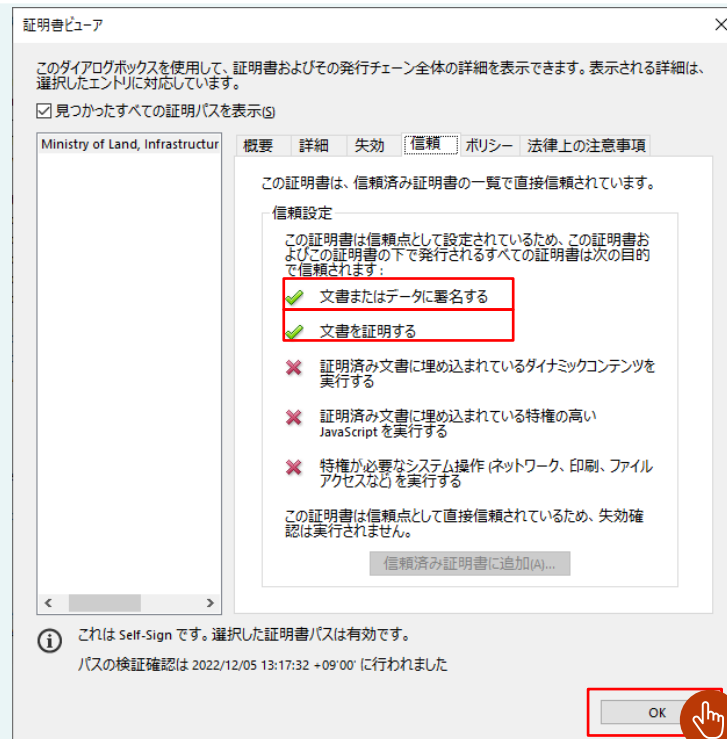 証明書ビューア
このダイアログボックスを使用して、証明書およびその発行チェーン全体の詳細を表示できます。表示される詳細は、
選択したエントリに対応しています。
見つかったすべての証明パスを表示(S)
Ministry of Land, Infrastructur
概要 詳細 失効 信頼 ポリシー 法律上の注意事項
この証明書は、信頼済み証明書の一覧で直接信頼されています。
信頼設定
この証明書は信頼点として設定されているため、この証明書お
よびこの証明書の下で発行されるすべての証明書は次の目的
で信頼されます:
文書またはデータに署名する
文書を証明する
証明済み文書に埋め込まれているダイナミックコンテンツを
実行する
証明済み文書に埋め込まれている特権の高い
JavaScript を実行する
特権が必要なシステム操作 (ネットワーク、印刷、ファイル
アクセスなど) を実行する
この証明書は信頼点として直接信頼されているため、失効確
認は実行されません。
信頼済み証明書に追加(A)...
これは Self-Sign です。選択した証明書パスは有効です。
パスの検証確認は 2022/12/05 13:17:32 +09'00' に行われました
OK